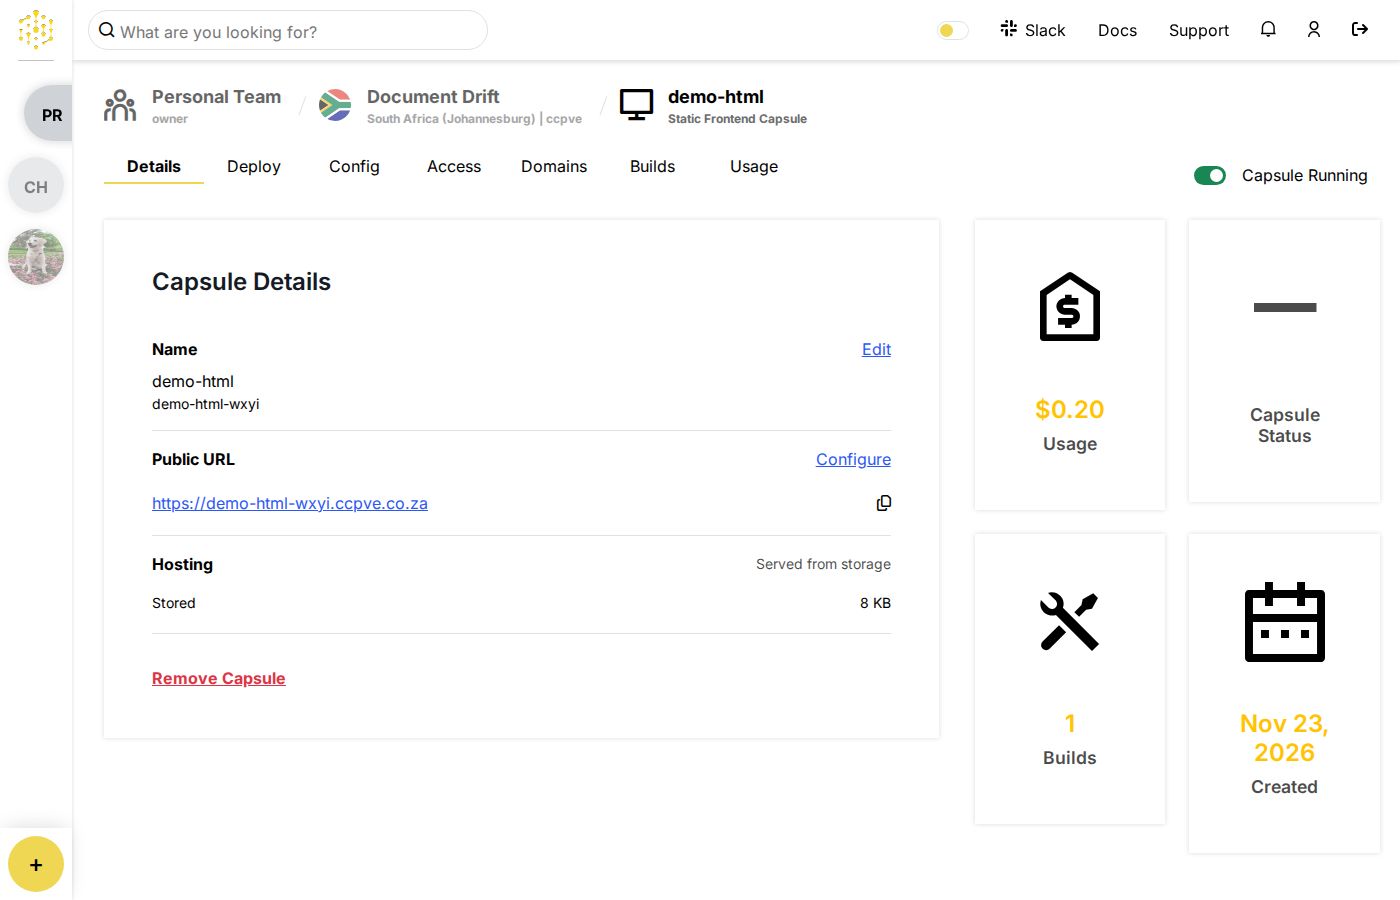 What are you looking for?
Slack
Docs
Support
PR
CH
+
Personal Team
owner
Document Drift
South Africa (Johannesburg) | ccpve
demo-html
Static Frontend Capsule
Details
Deploy
Config
Access
Domains
Builds
Usage
Capsule Running
Capsule Details
Name
Edit
demo-html
demo-html-wxyi
Public URL
Configure
https://demo-html-wxyi.ccpve.co.za
Hosting
Served from storage
Stored
8 KB
Remove Capsule
$0.20
Usage
Capsule
Status
1
Builds
Nov 23,
2026
Created